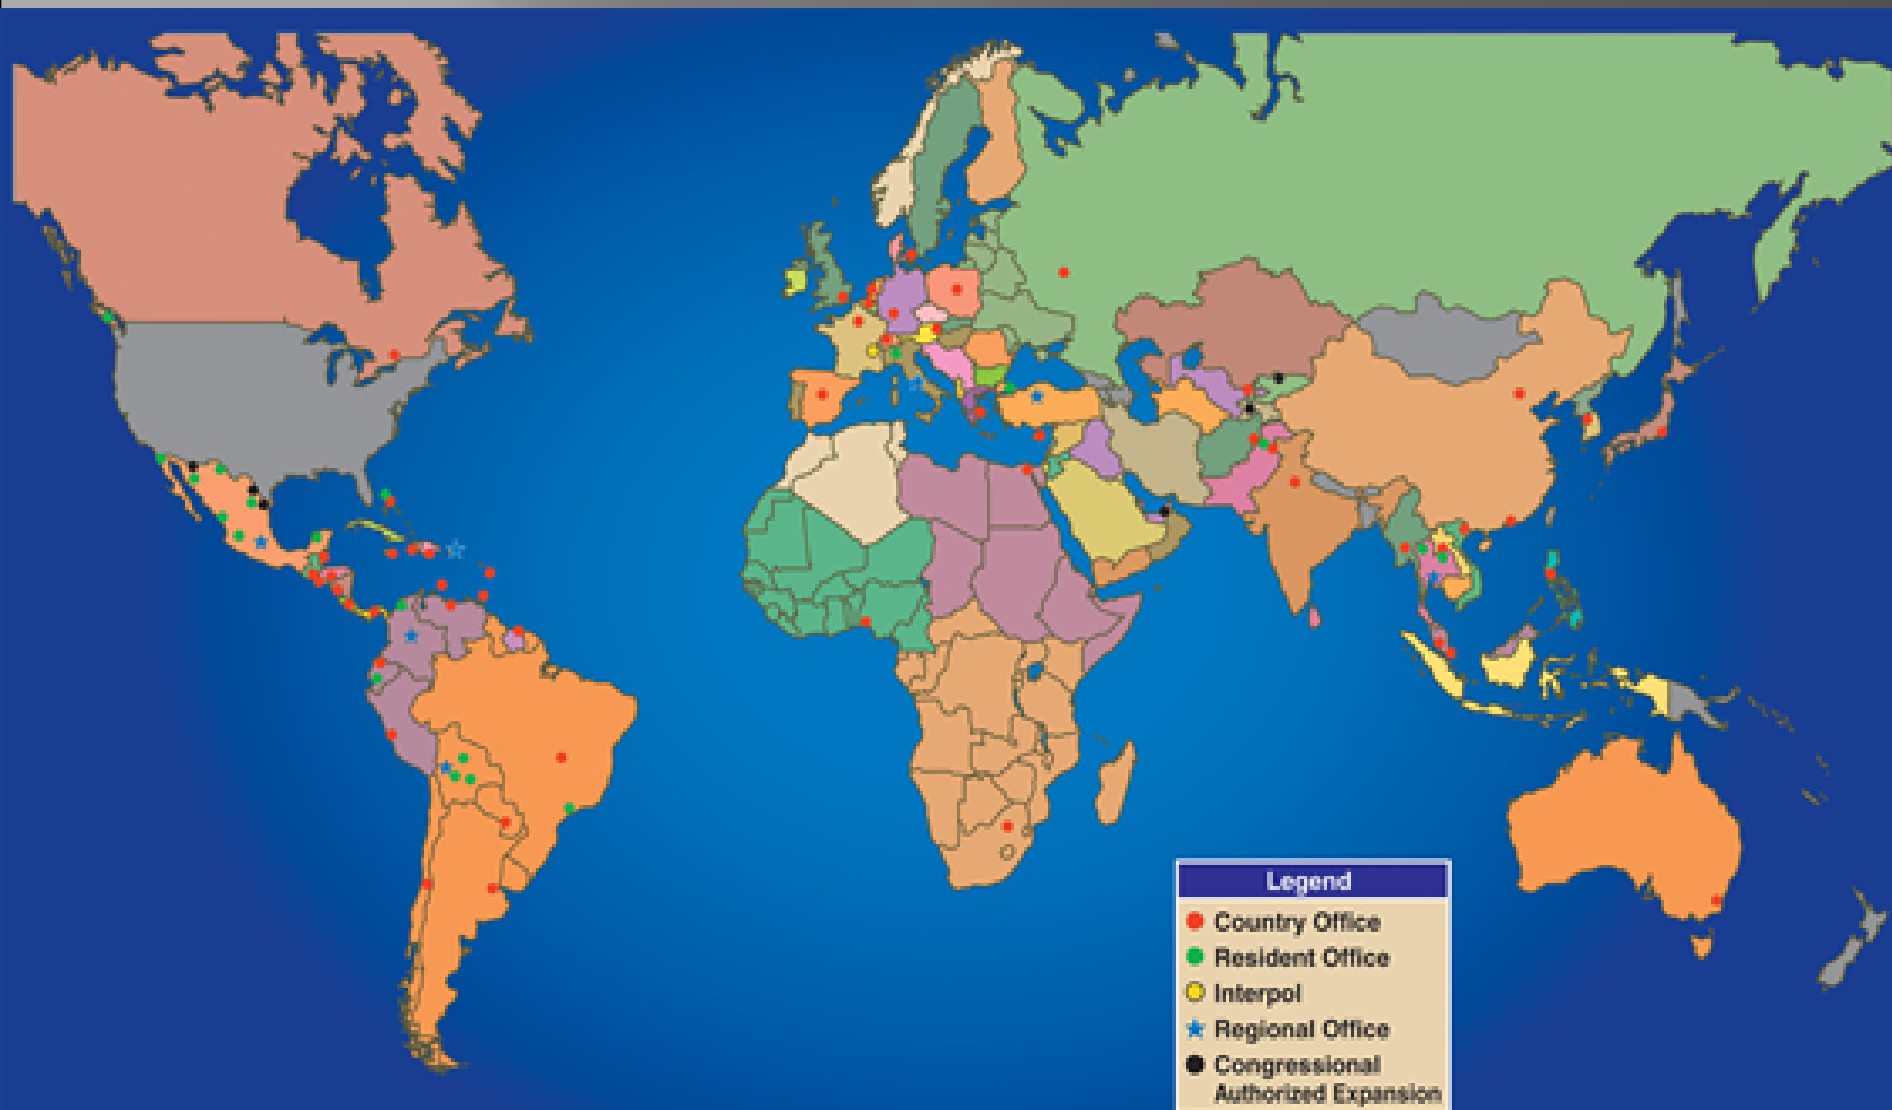 Legend
Country Office
Resident Office
Interpol
Regional Office
Congressional
Authorized Expansion